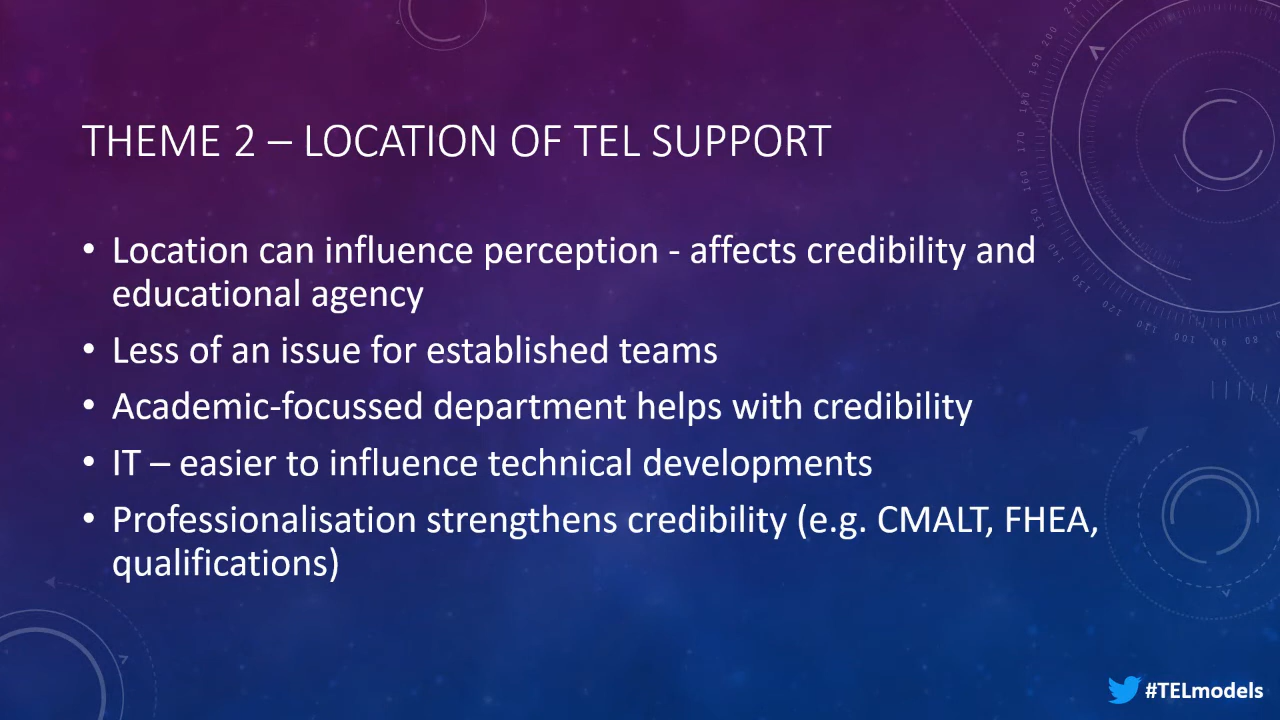 THEME 2 – LOCATION OF TEL SUPPORT
• Location can influence perception - affects credibility and
educational agency
• Less of an issue for established teams
• Academic-focussed department helps with credibility
• IT – easier to influence technical developments
• Professionalisation strengthens credibility (e.g. CMALT, FHEA,
qualifications)
#TELmodels